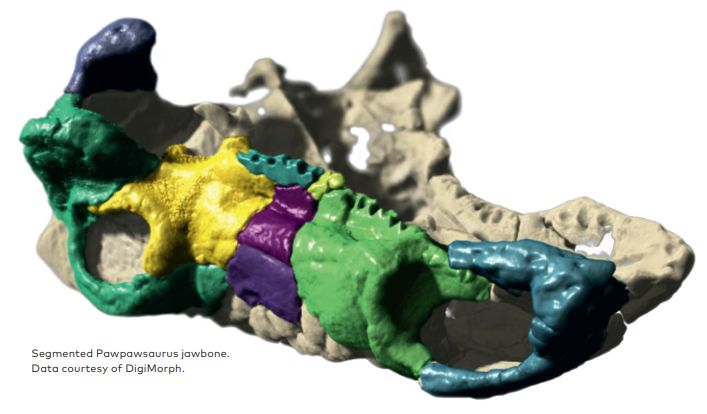 Segmented Pawpawsaurus jawbone.
Data courtesy of DigiMorph.